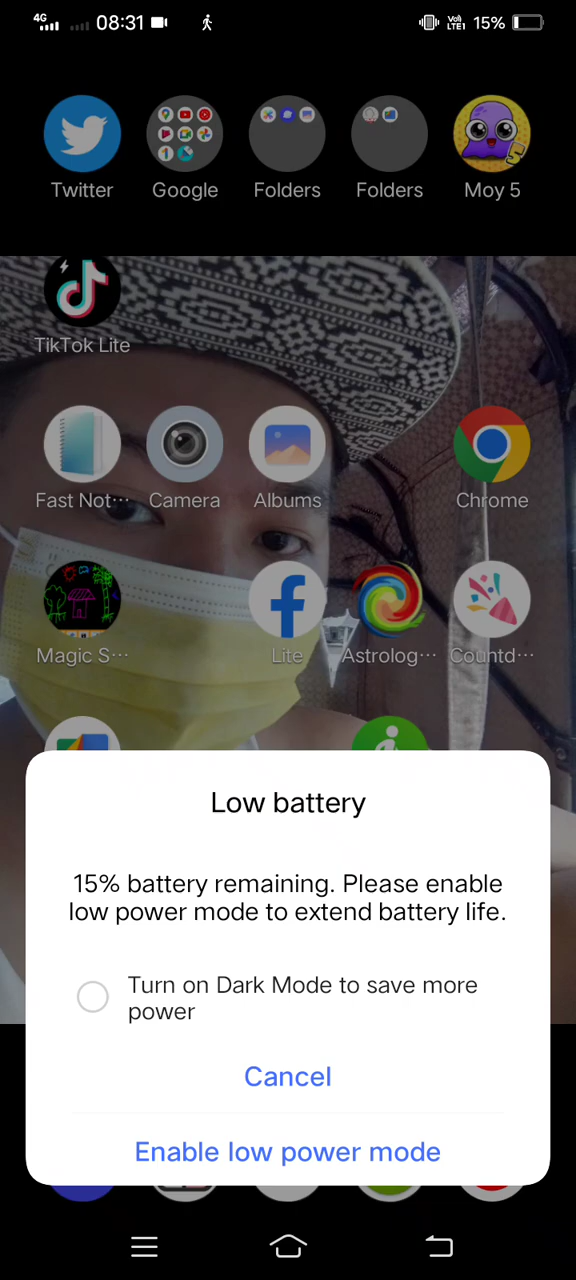 4G 08:31 VoLTE1 15%
Twitter Google Folders Folders Moy 5
TikTok Lite
Fast Not··· Camera Albums Chrome
Magic S··· Lite Astrolog··· Countd···
Low battery
15% battery remaining. Please enable
low power mode to extend battery life.
Turn on Dark Mode to save more
power
Cancel
Enable low power mode